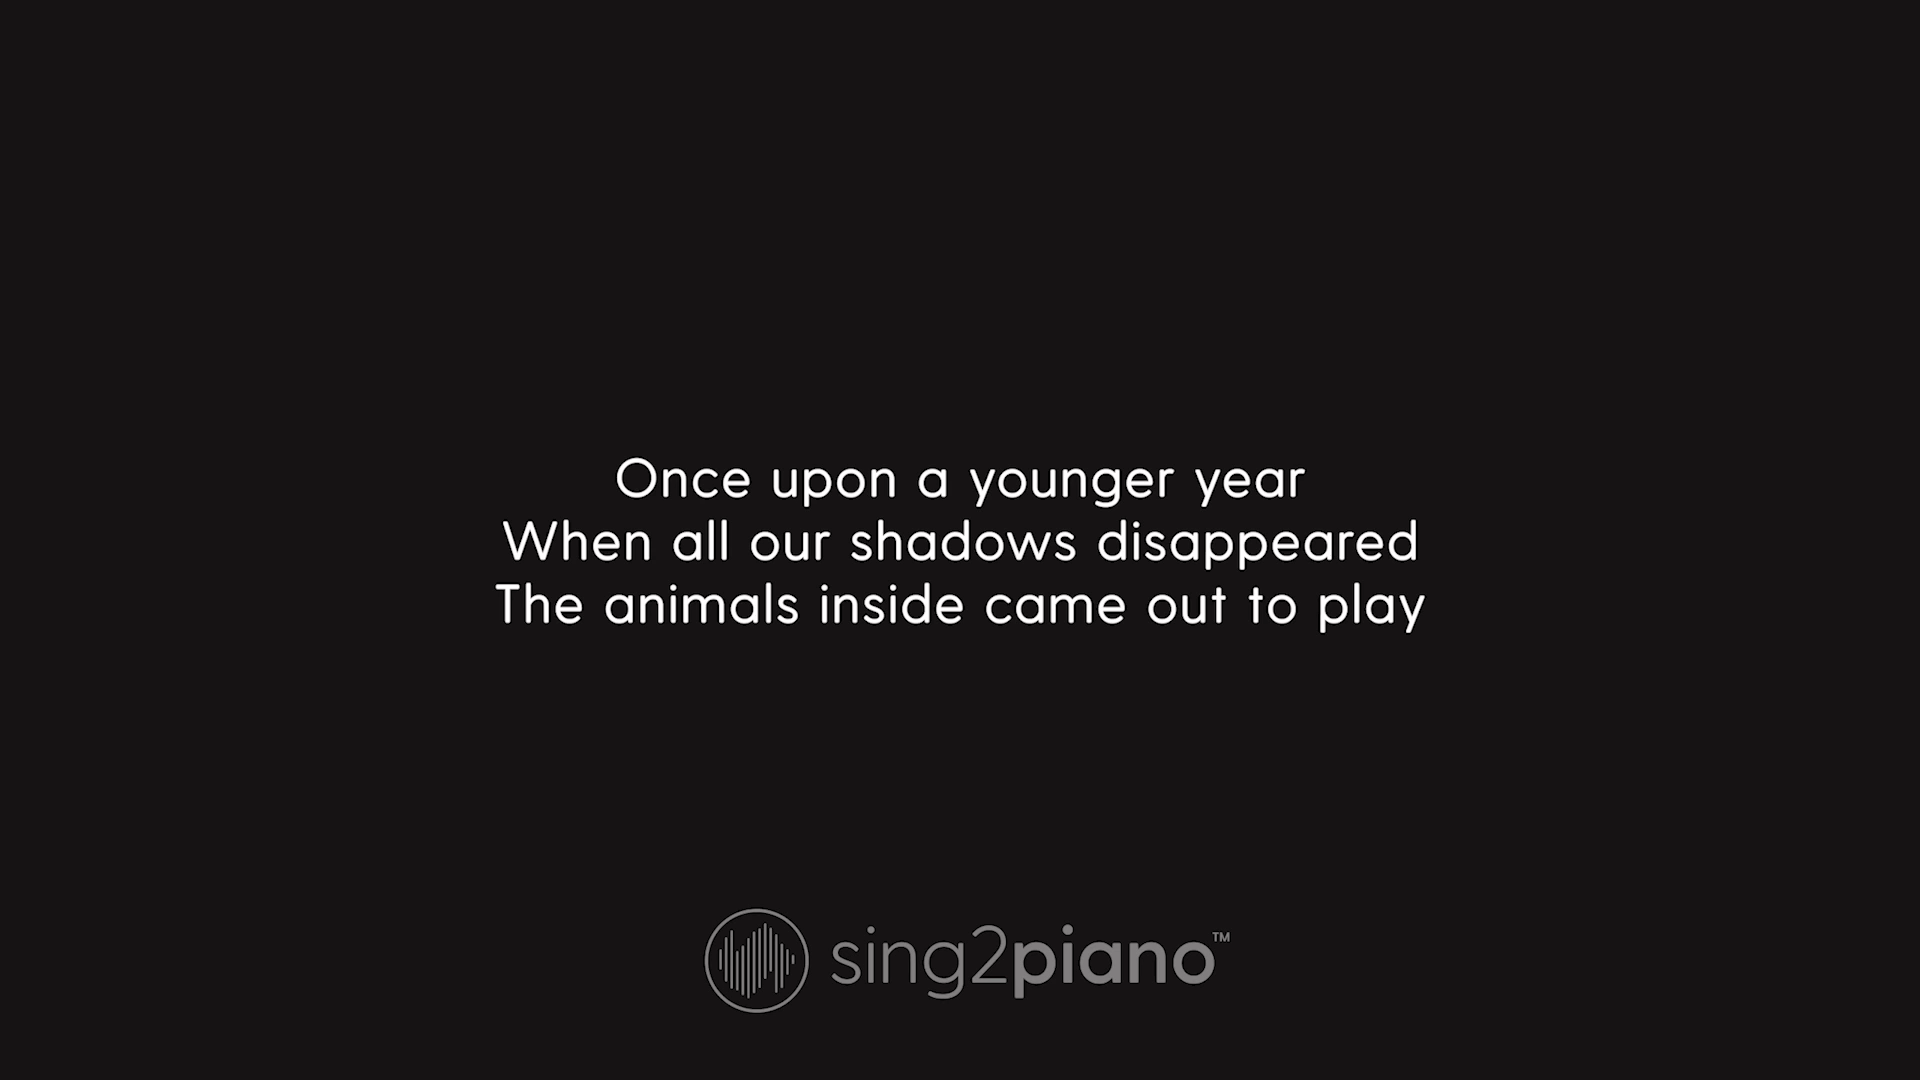 Once upon a younger year
When all our shadows disappeared
The animals inside came out to play
sing2piano™